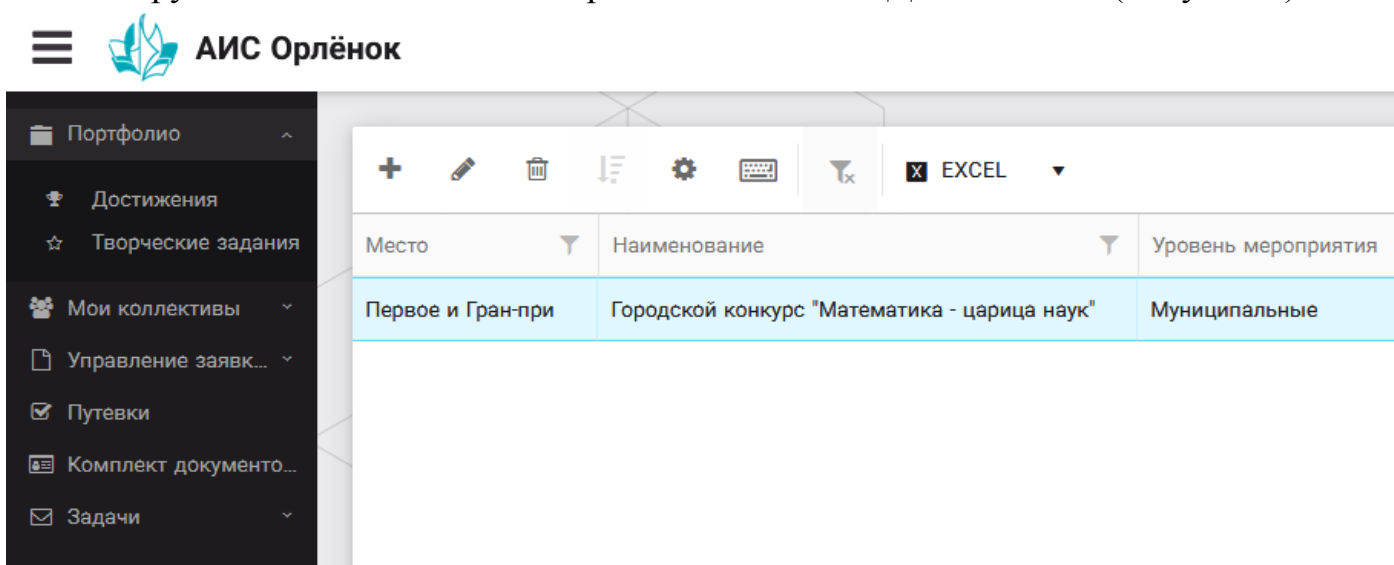 АИС Орлёнок
Портфолио
Достижения
Творческие задания
Мои коллективы
Управление заявк...
Путевки
Комплект документо...
Задачи
X EXCEL
Место Наименование Уровень мероприятия
Первое и Гран-при Городской конкурс "Математика - царица наук" Муниципальные